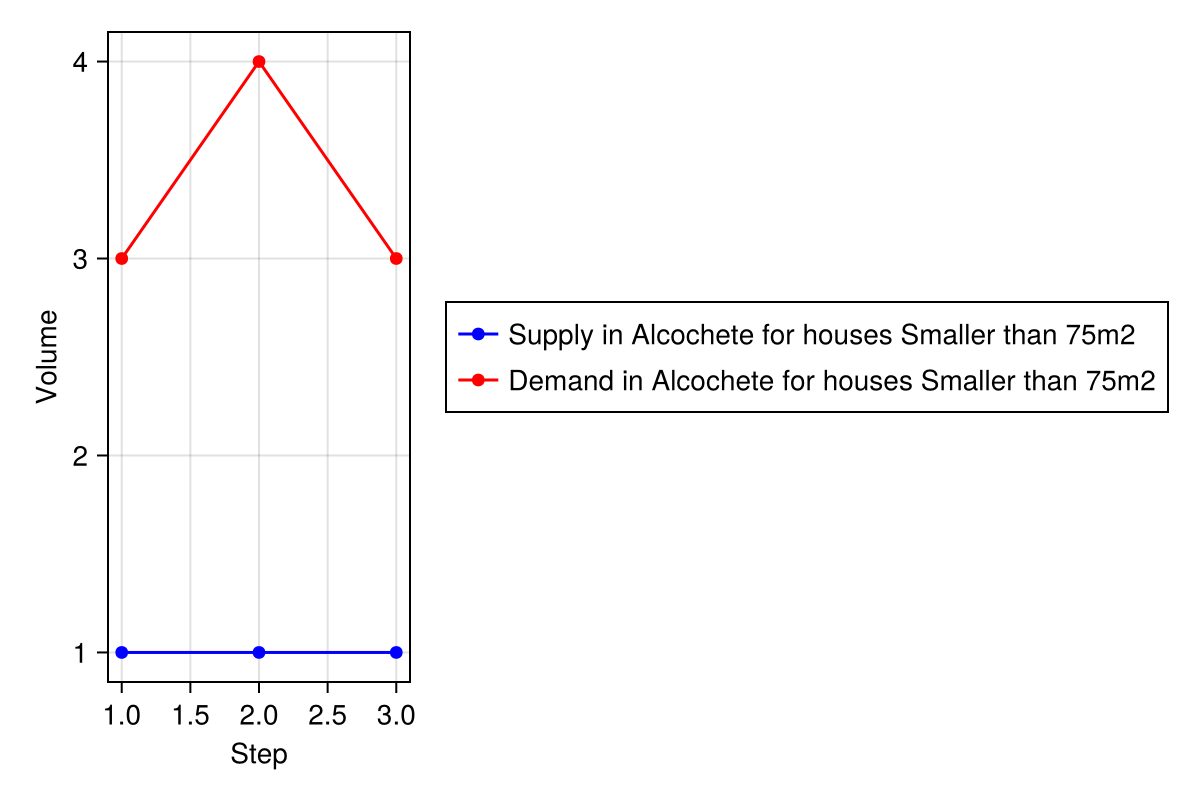 4
3
2
1
Volume
1.0 1.5 2.0 2.5 3.0
Step
Supply in Alcochete for houses Smaller than 75m2
Demand in Alcochete for houses Smaller than 75m2